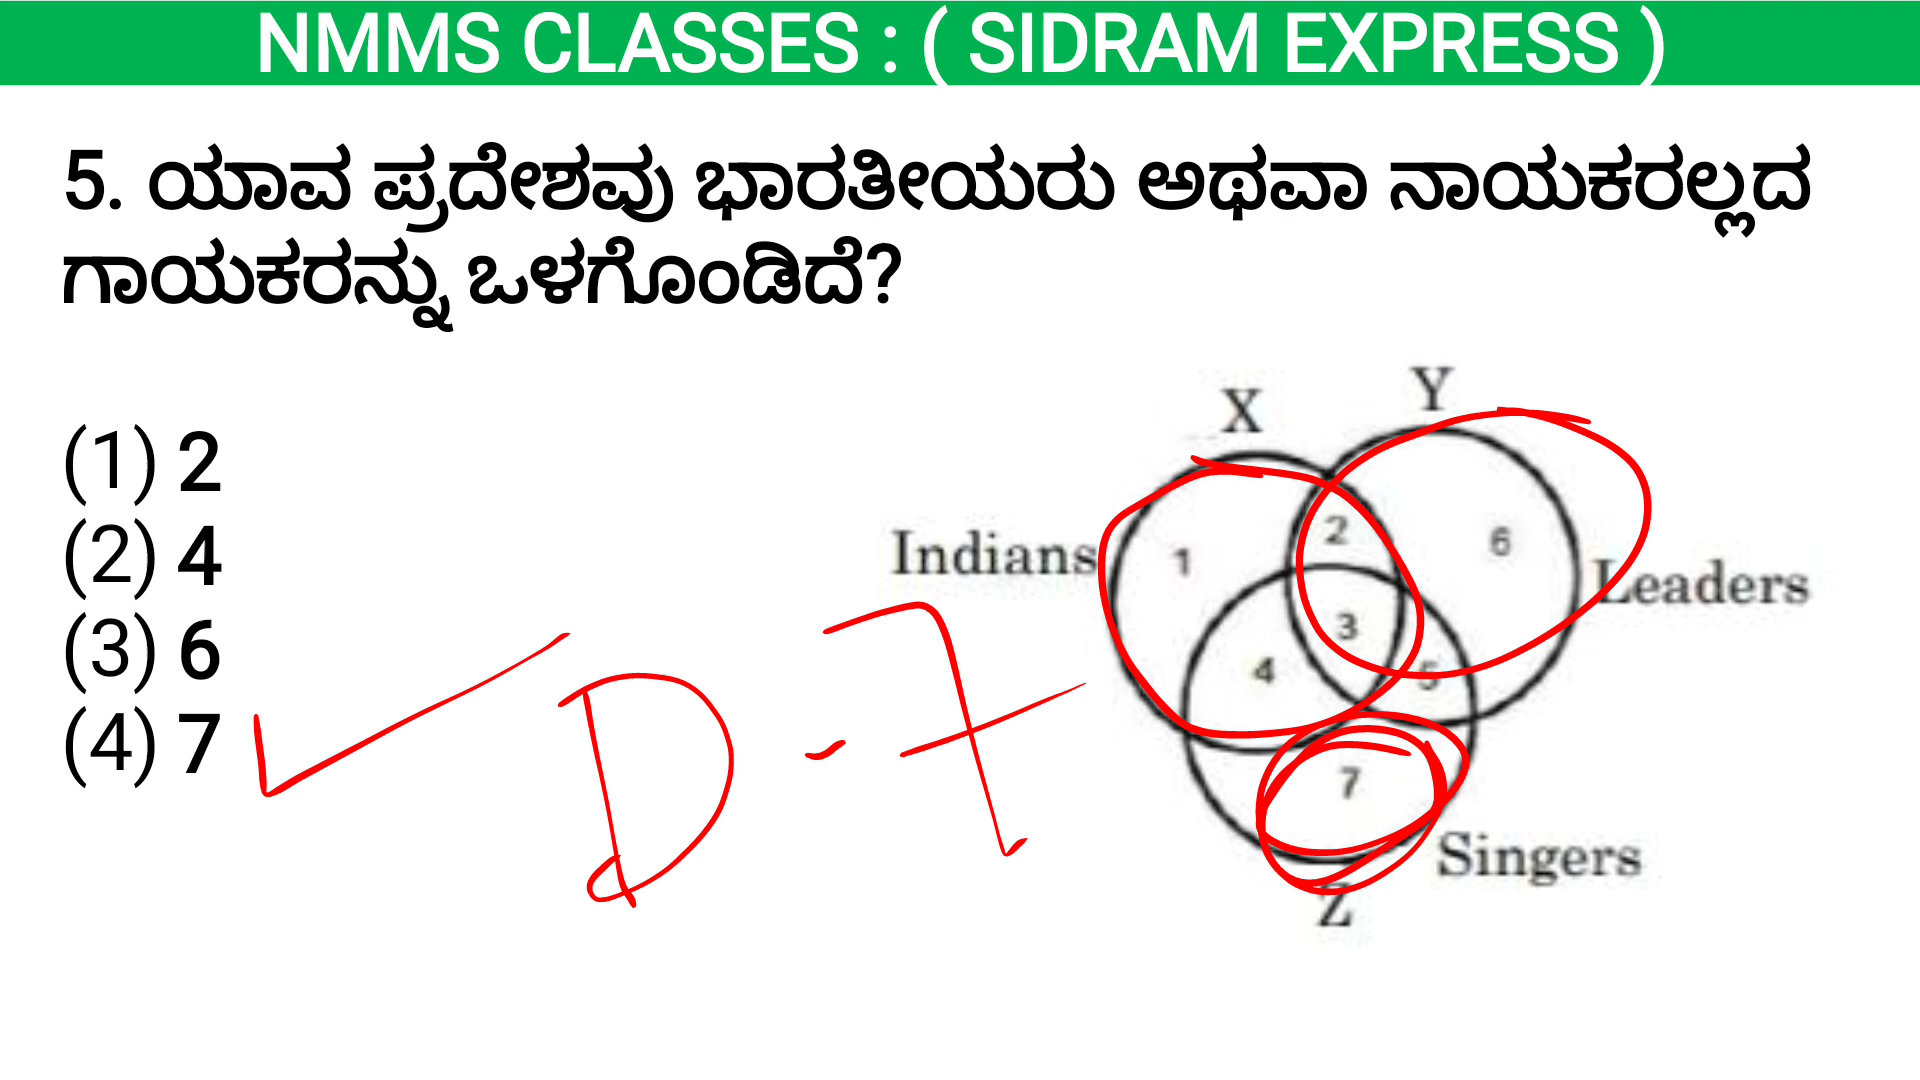 NMMS CLASSES : ( SIDRAM EXPRESS )
5. ಯಾವ ಪ್ರದೇಶವು ಭಾರತೀಯರು ಅಥವಾ ನಾಯಕರಲ್ಲದ
ಗಾಯಕರನ್ನು ಒಳಗೊಂಡಿದೆ?
(1) 2
(2) 4
(3) 6
(4) 7
D - 7
X
Y
Indians
1
2
6
Leaders
3
4
5
7
Singers
Z